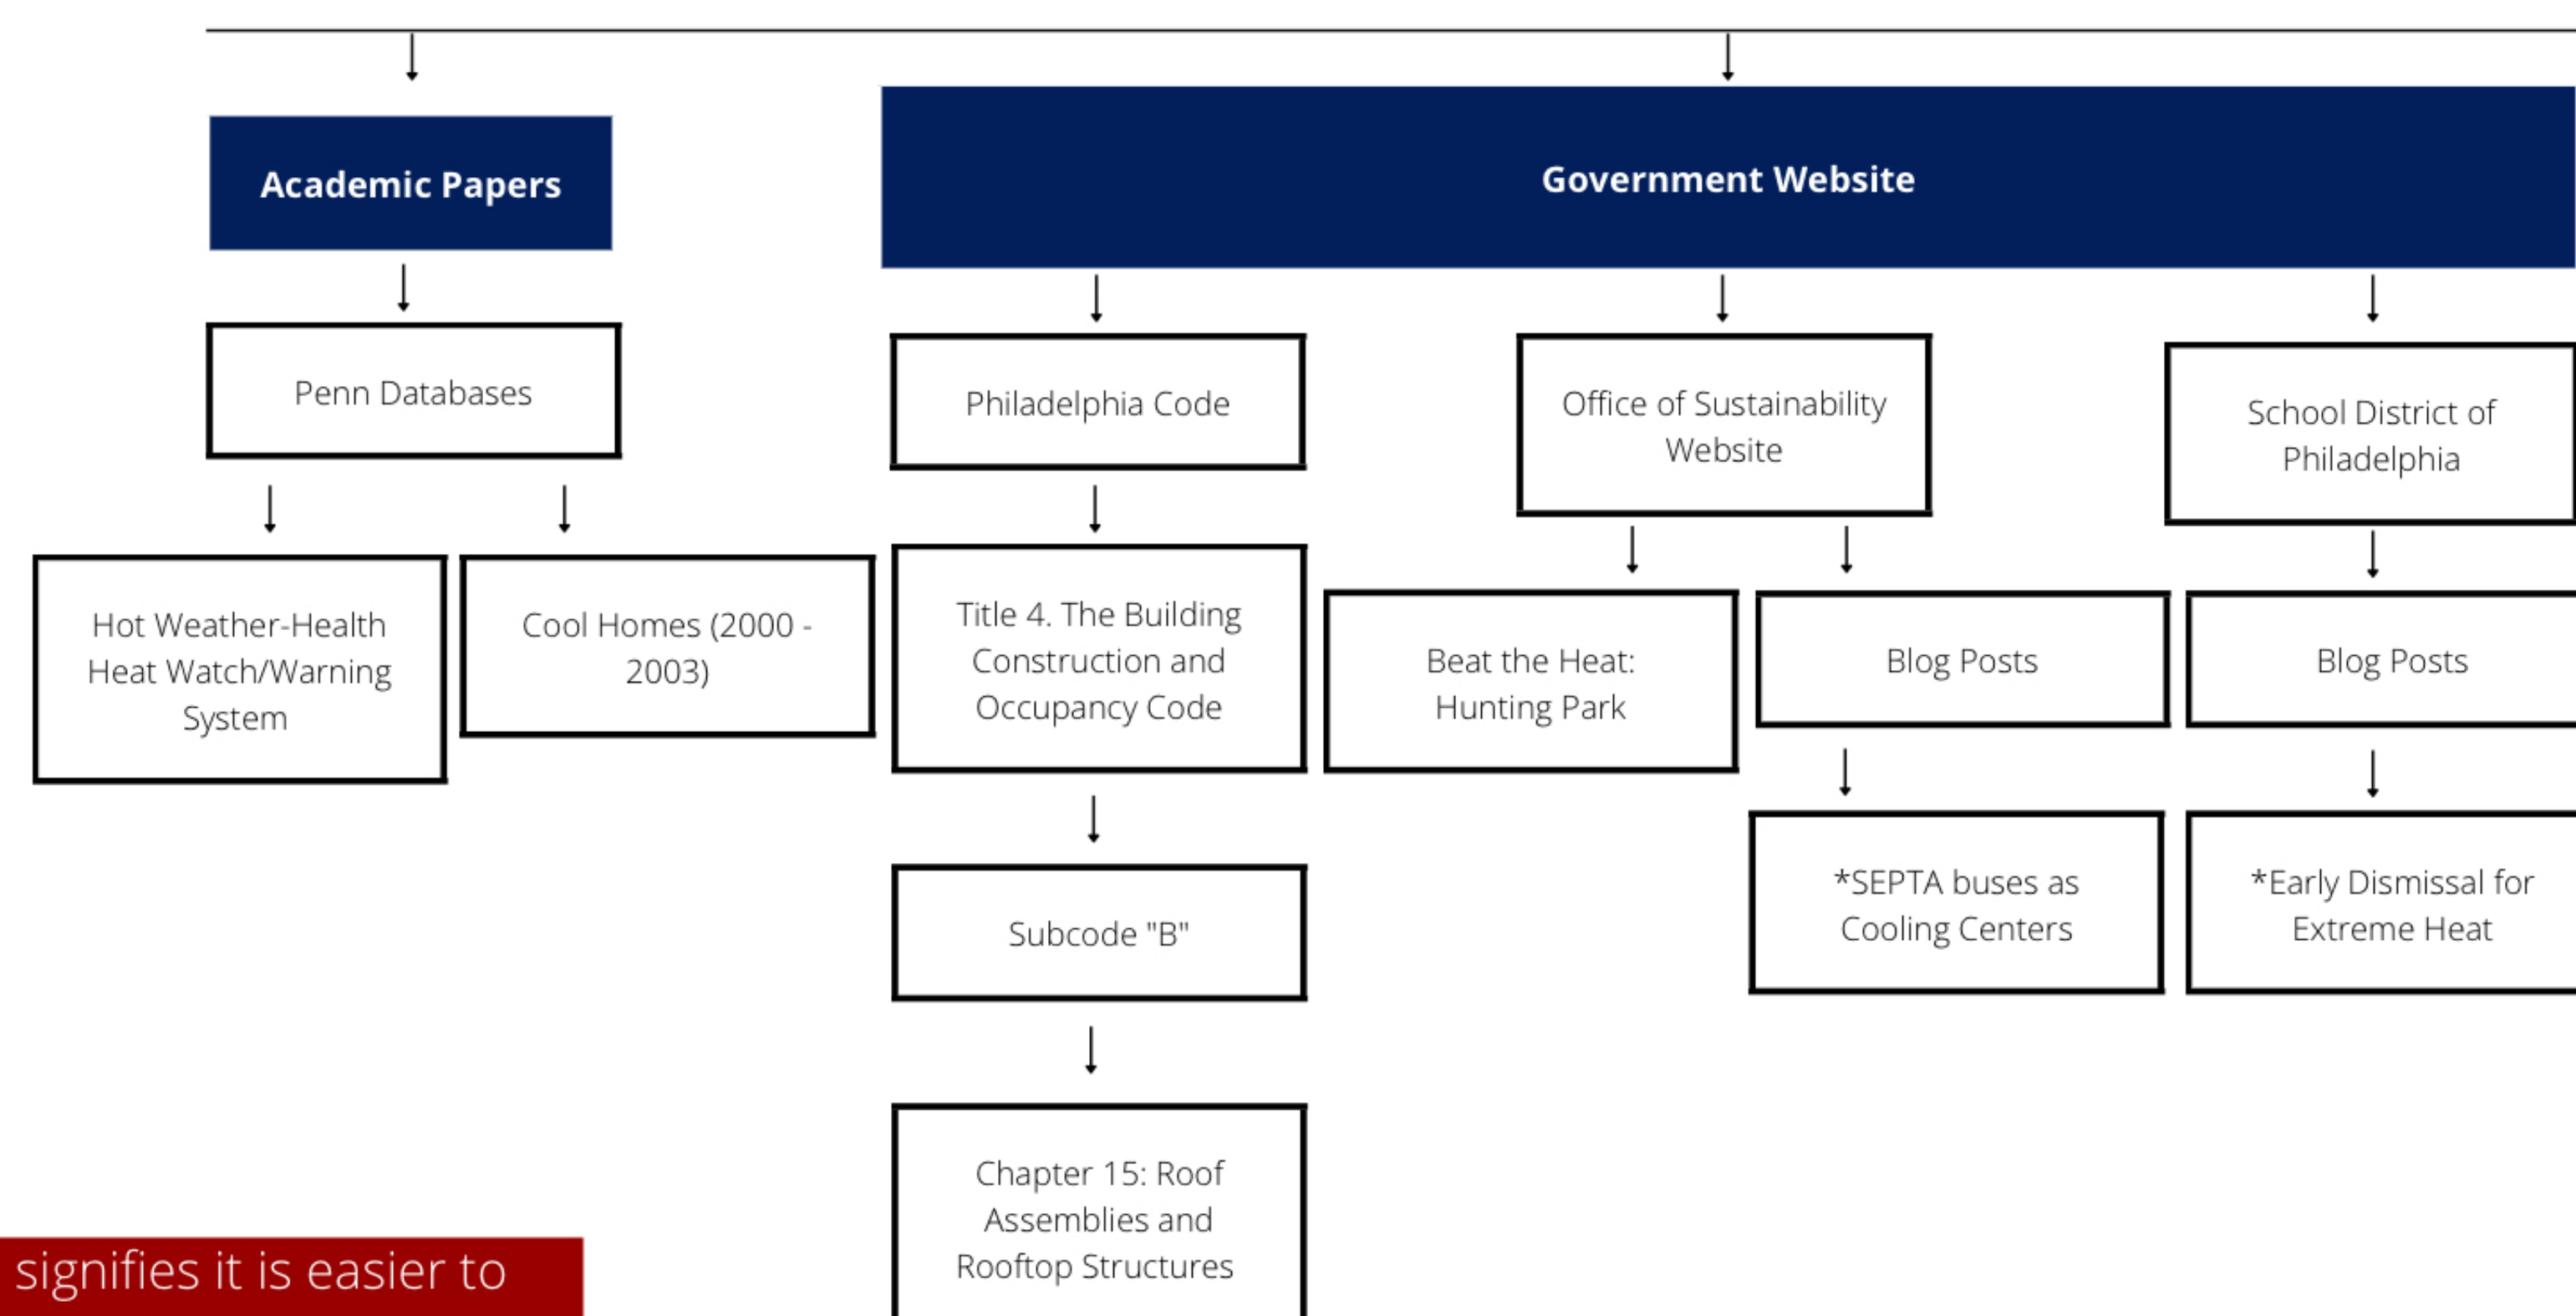 Academic Papers
Government Website
Penn Databases
Philadelphia Code
Office of Sustainability
Website
School District of
Philadelphia
Hot Weather-Health
Heat Watch/Warning
System
Cool Homes (2000 -
2003)
Title 4. The Building
Construction and
Occupancy Code
Beat the Heat:
Hunting Park
Blog Posts
Blog Posts
*SEPTA buses as
Cooling Centers
*Early Dismissal for
Extreme Heat
Subcode "B"
Chapter 15: Roof
Assemblies and
Rooftop Structures
signifies it is easier to